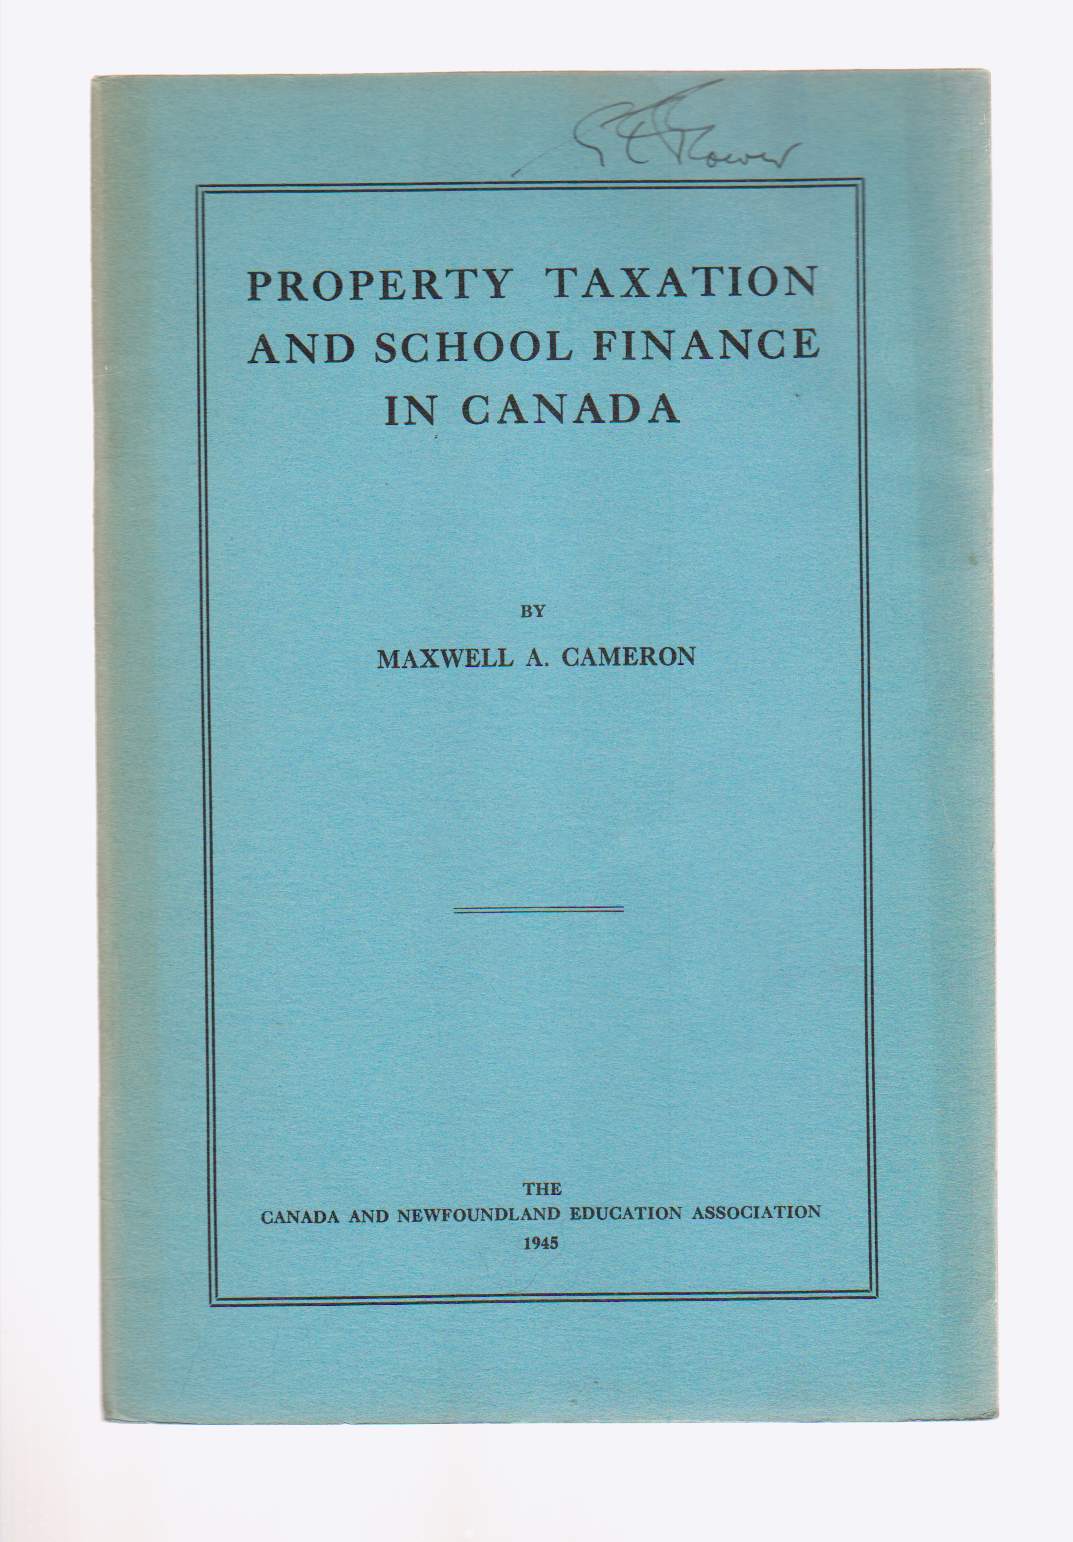 PROPERTY TAXATION
AND SCHOOL FINANCE
IN CANADA
BY
MAXWELL A. CAMERON
THE
CANADA AND NEWFOUNDLAND EDUCATION ASSOCIATION
1945